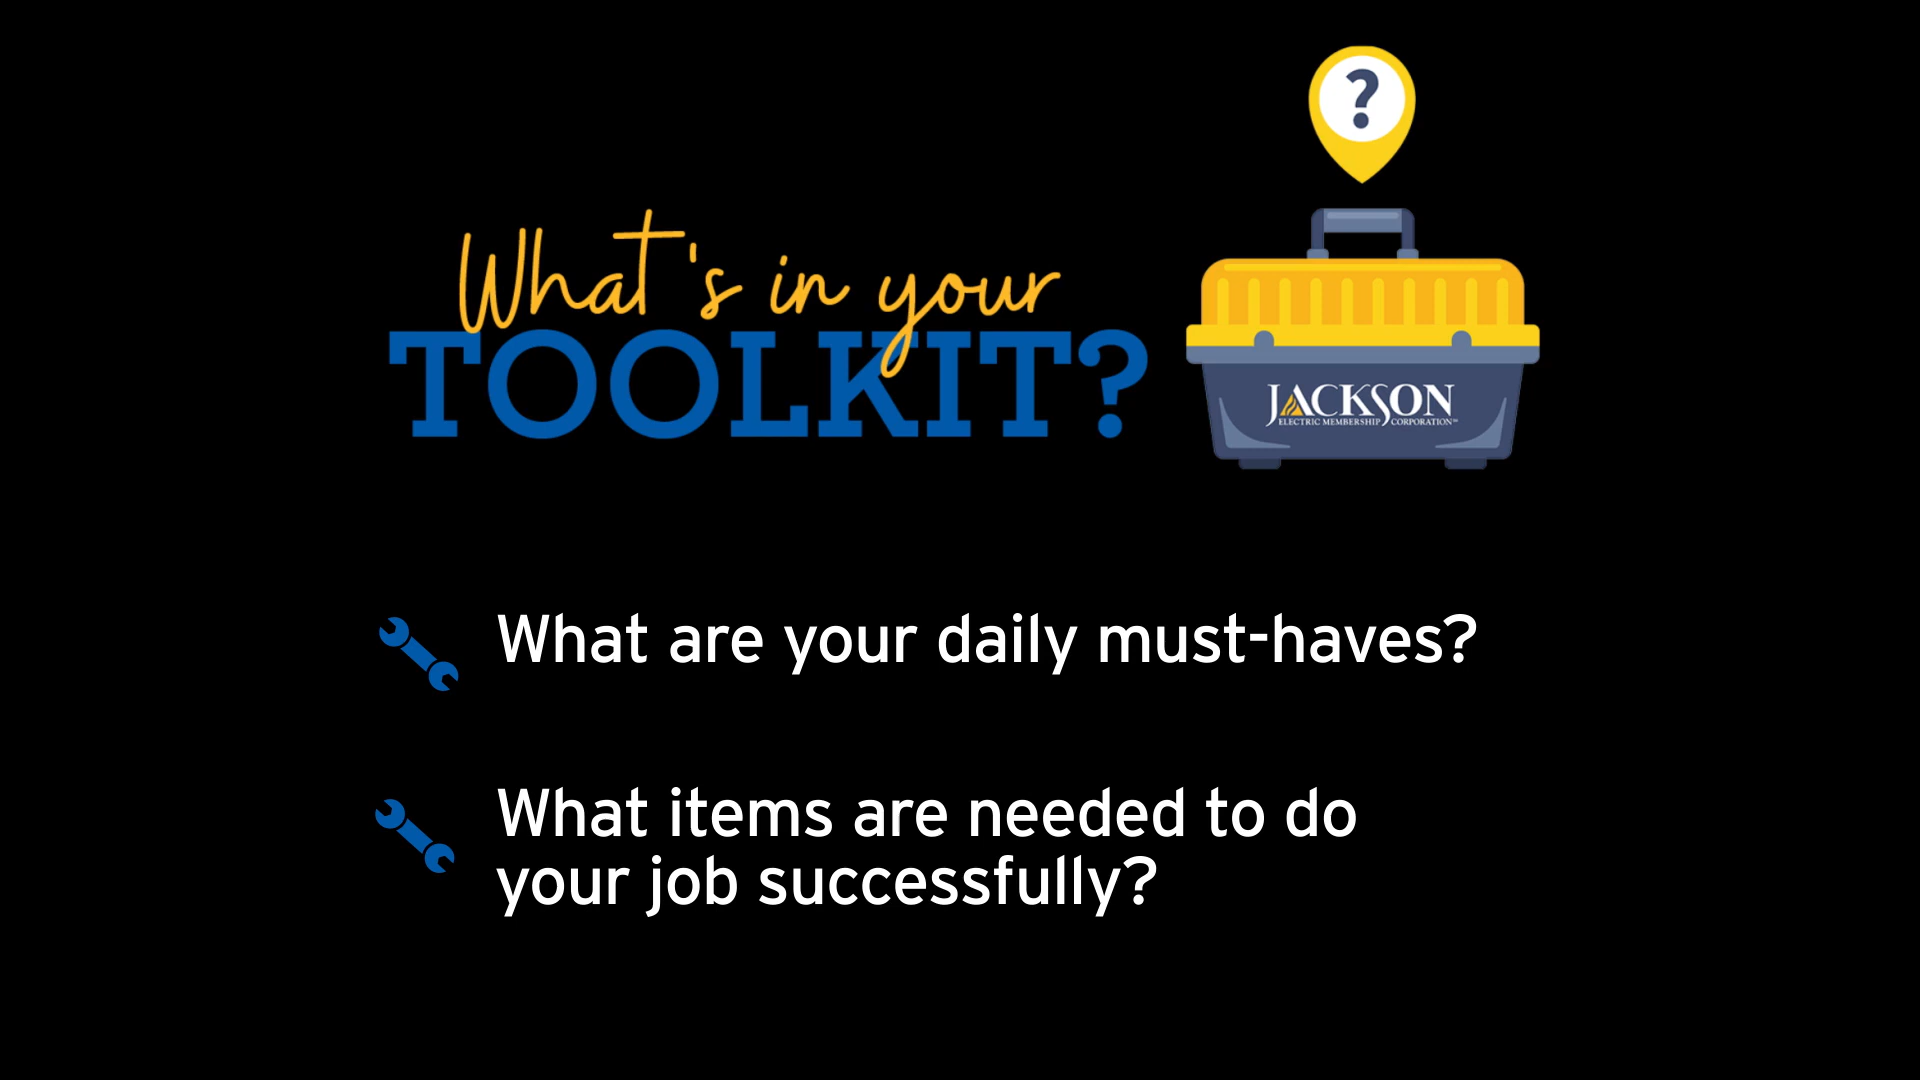 ?
What's in your
TOOLKIT?
JACKSON
ELECTRIC MEMBERSHIP CORPORATION℠
What are your daily must-haves?
What items are needed to do
your job successfully?